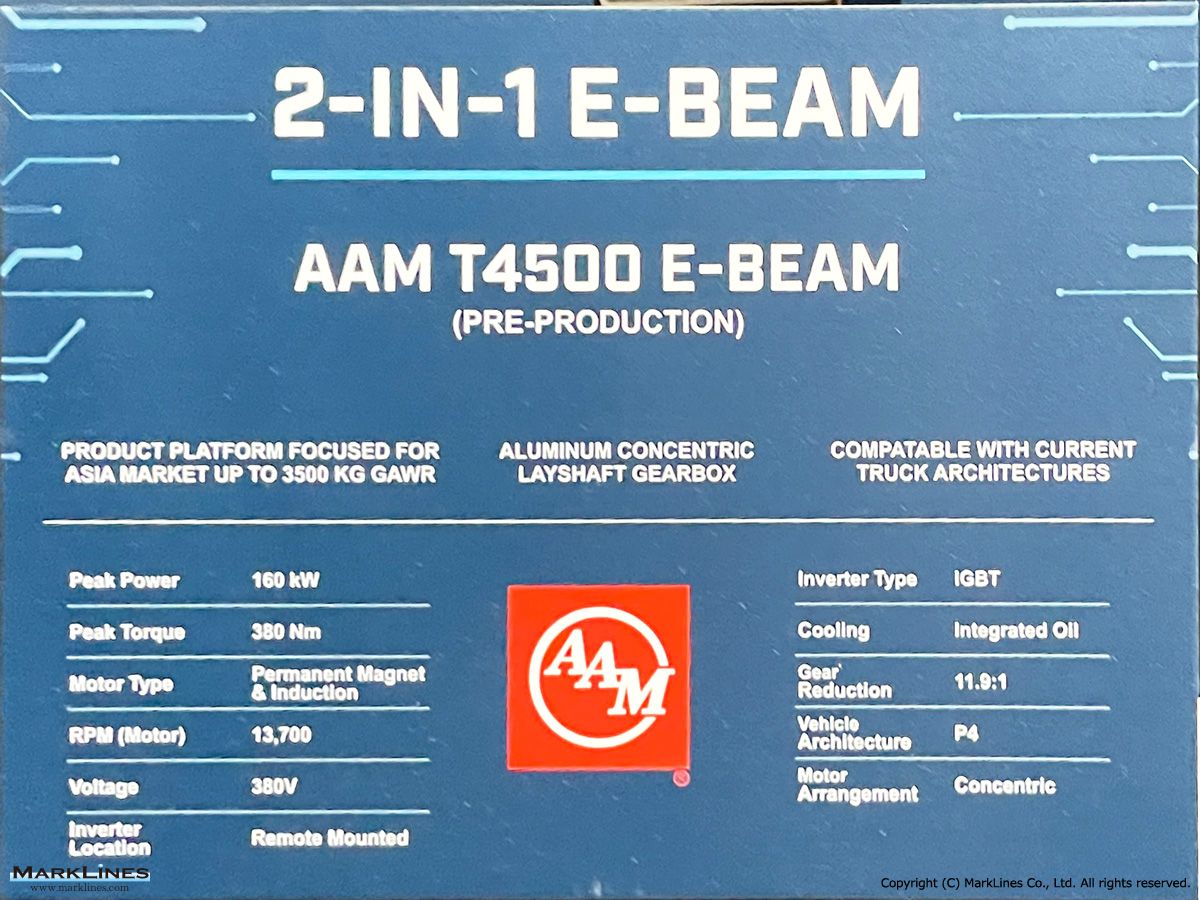 2-IN-1 E-BEAM
AAM T4500 E-BEAM
(PRE-PRODUCTION)
PRODUCT PLATFORM FOCUSED FOR
ASIA MARKET UP TO 3500 KG GAWR
ALUMINUM CONCENTRIC
LAYSHAFT GEARBOX
COMPATABLE WITH CURRENT
TRUCK ARCHITECTURES
Peak Power 160 kW
Peak Torque 380 Nm
Motor Type Permanent Magnet
& Induction
RPM (Motor) 13,700
Voltage 380V
Inverter
Location Remote Mounted
AAM
®
Inverter Type IGBT
Cooling Integrated Oil
Gear
Reduction 11.9:1
Vehicle
Architecture P4
Motor
Arrangement Concentric
MARKLINES
www.marklines.com
Copyright (C) MarkLines Co., Ltd. All rights reserved.